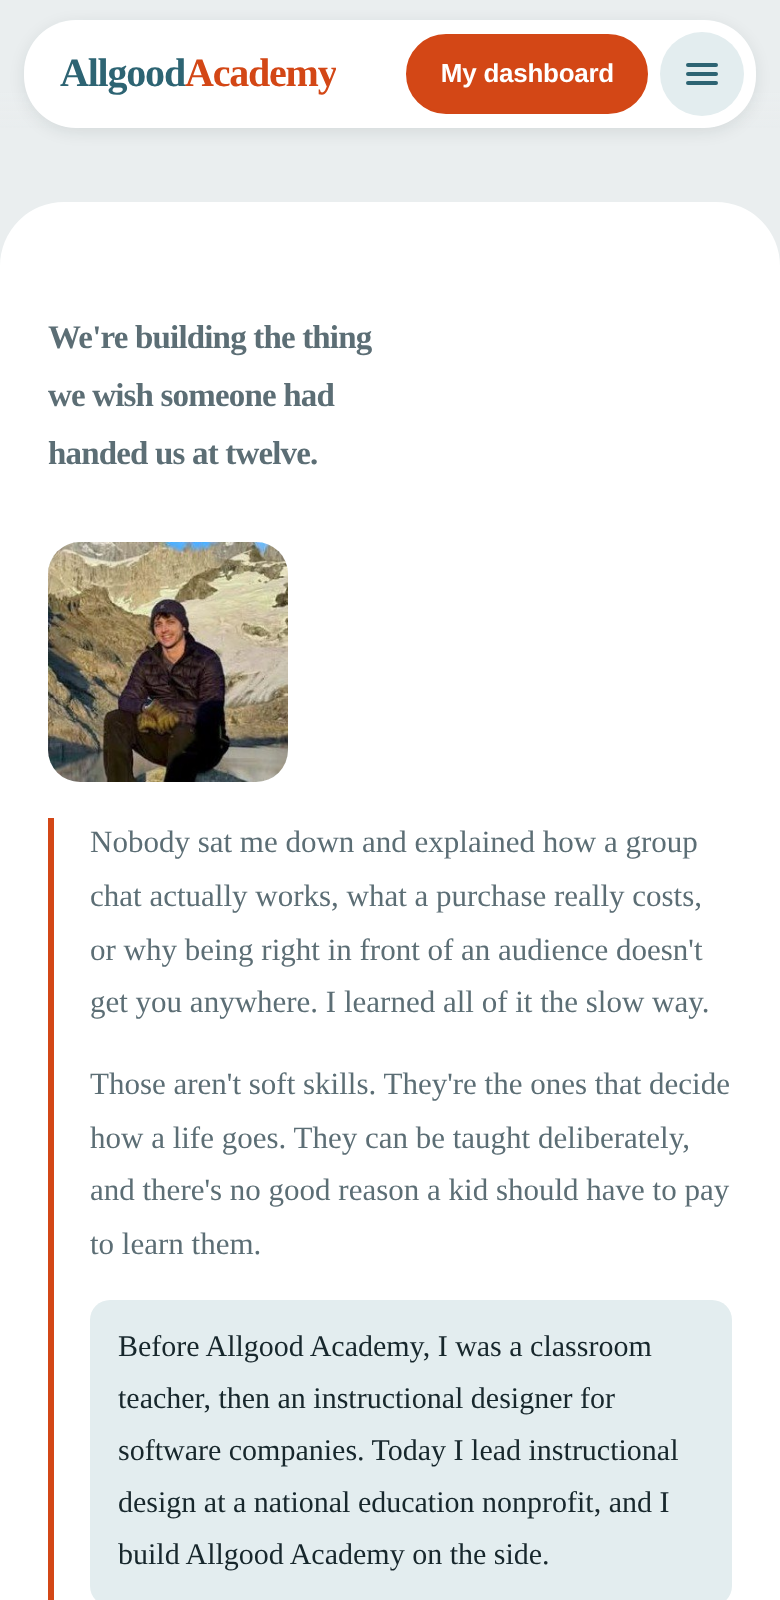 AllgoodAcademy
My dashboard
We're building the thing
we wish someone had
handed us at twelve.
Nobody sat me down and explained how a group
chat actually works, what a purchase really costs,
or why being right in front of an audience doesn't
get you anywhere. I learned all of it the slow way.
Those aren't soft skills. They're the ones that decide
how a life goes. They can be taught deliberately,
and there's no good reason a kid should have to pay
to learn them.
Before Allgood Academy, I was a classroom
teacher, then an instructional designer for
software companies. Today I lead instructional
design at a national education nonprofit, and I
build Allgood Academy on the side.